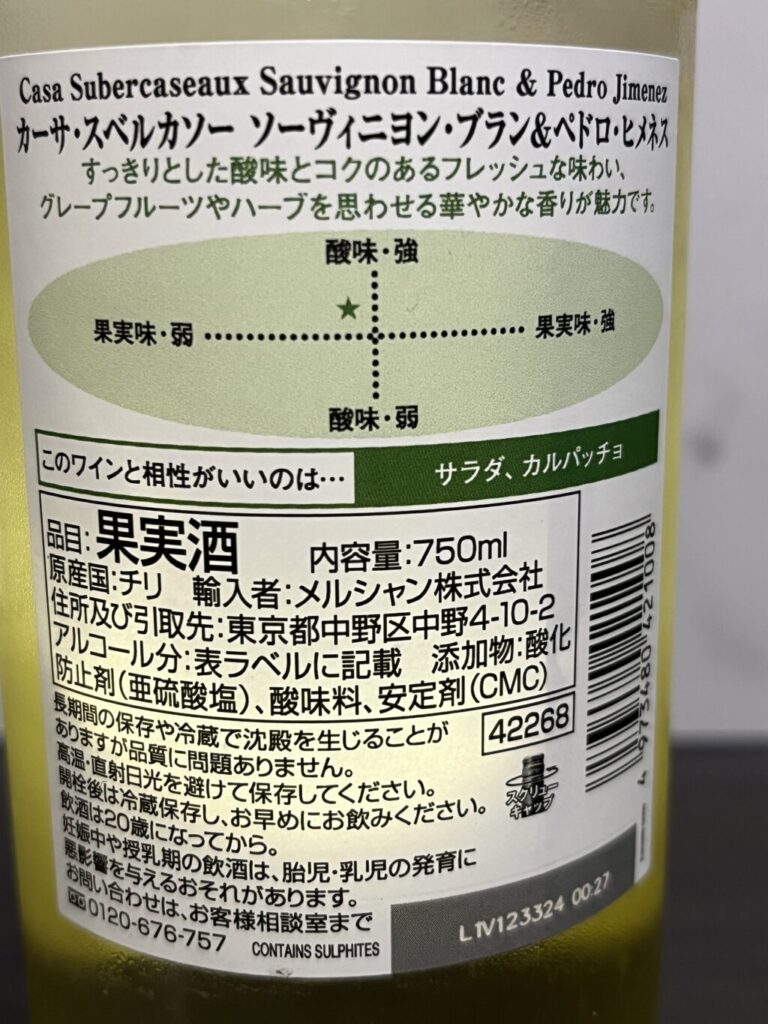 Casa Subercaseaux Sauvignon Blanc & Pedro Jimenez
カーサ・スベルカソー ソーヴィニヨン・ブラン&ペドロ・ヒメネス
すっきりとした酸味とコクのあるフレッシュな味わい、
グレープフルーツやハーブを思わせる華やかな香りが魅力です。
酸味・強
果実味・弱 果実味・強
酸味・弱
このワインと相性がいいのは… サラダ、カルパッチョ
品目:果実酒 内容量:750ml
原産国:チリ 輸入者:メルシャン株式会社
住所及び引取先:東京都中野区中野4-10-2
アルコール分:表ラベルに記載 添加物:酸化
防止剤(亜硫酸塩)、酸味料、安定剤(CMC)
長期間の保存や冷蔵で沈殿を生じることが
ありますが品質に問題ありません。
高温・直射日光を避けて保存してください。
開栓後は冷蔵保存し、お早めにお飲みください。
飲酒は20歳になってから。
妊娠中や授乳期の飲酒は、胎児・乳児の発育に
悪影響を与えるおそれがあります。
お問い合わせは、お客様相談室まで
0120-676-757 CONTAINS SULPHITES
42268
スクリュー
キャップ
4 973480 421008
L1V123324 00:27